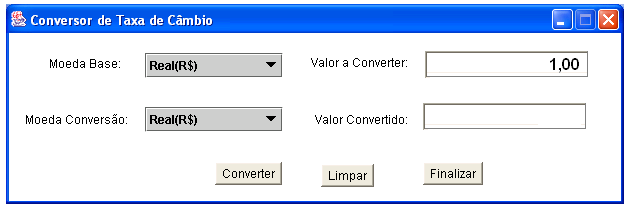 Conversor de Taxa de Câmbio
Moeda Base: Real(R$) Valor a Converter: 1,00
Moeda Conversão: Real(R$) Valor Convertido:
Converter Limpar Finalizar